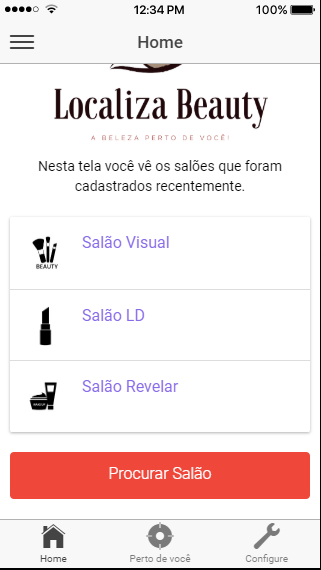 12:34 PM
100%
Home
Localiza Beauty
A BELEZA PERTO DE VOCÊ!
Nesta tela você vê os salões que foram
cadastrados recentemente.
BEAUTY
Salão Visual
Salão LD
Salão Revelar
Procurar Salão
Home
Perto de você
Configure